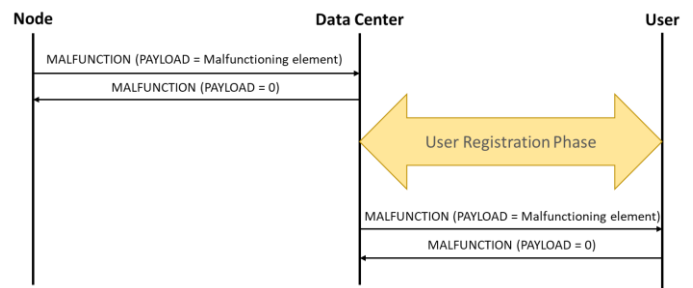 Node
Data Center
User
MALFUNCTION (PAYLOAD = Malfunctioning element)
MALFUNCTION (PAYLOAD = 0)
User Registration Phase
MALFUNCTION (PAYLOAD = Malfunctioning element)
MALFUNCTION (PAYLOAD = 0)